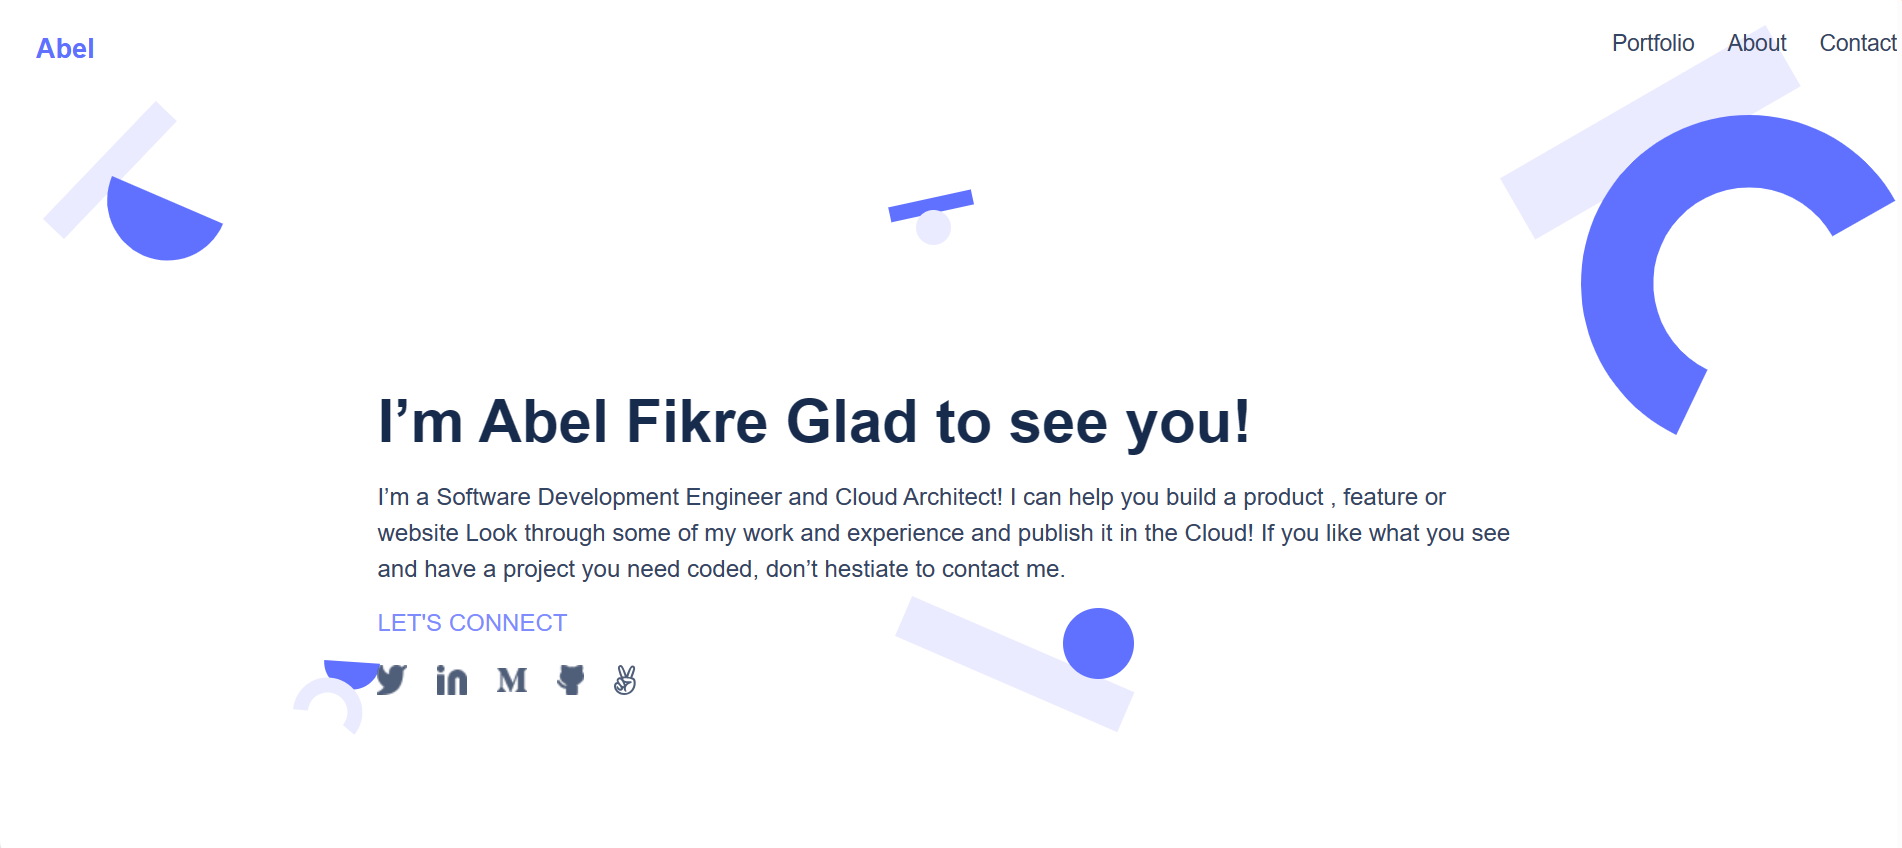 Abel
Portfolio About Contact
I’m Abel Fikre Glad to see you!
I’m a Software Development Engineer and Cloud Architect! I can help you build a product , feature or
website Look through some of my work and experience and publish it in the Cloud! If you like what you see
and have a project you need coded, don’t hestiate to contact me.
LET'S CONNECT